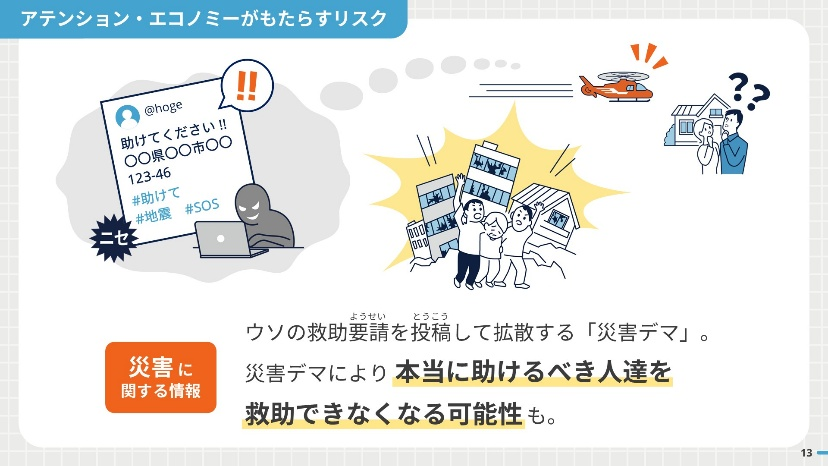 アテンション・エコノミーがもたらすリスク
@hoge
助けてください!!
〇〇県〇〇市〇〇
123-46
#助けて
#地震 #SOS
ニセ
!!
??
災害に
関する情報
ウソの救助要請を投稿して拡散する「災害デマ」。
ようせい とうこう
災害デマにより本当に助けるべき人達を
救助できなくなる可能性も。
13